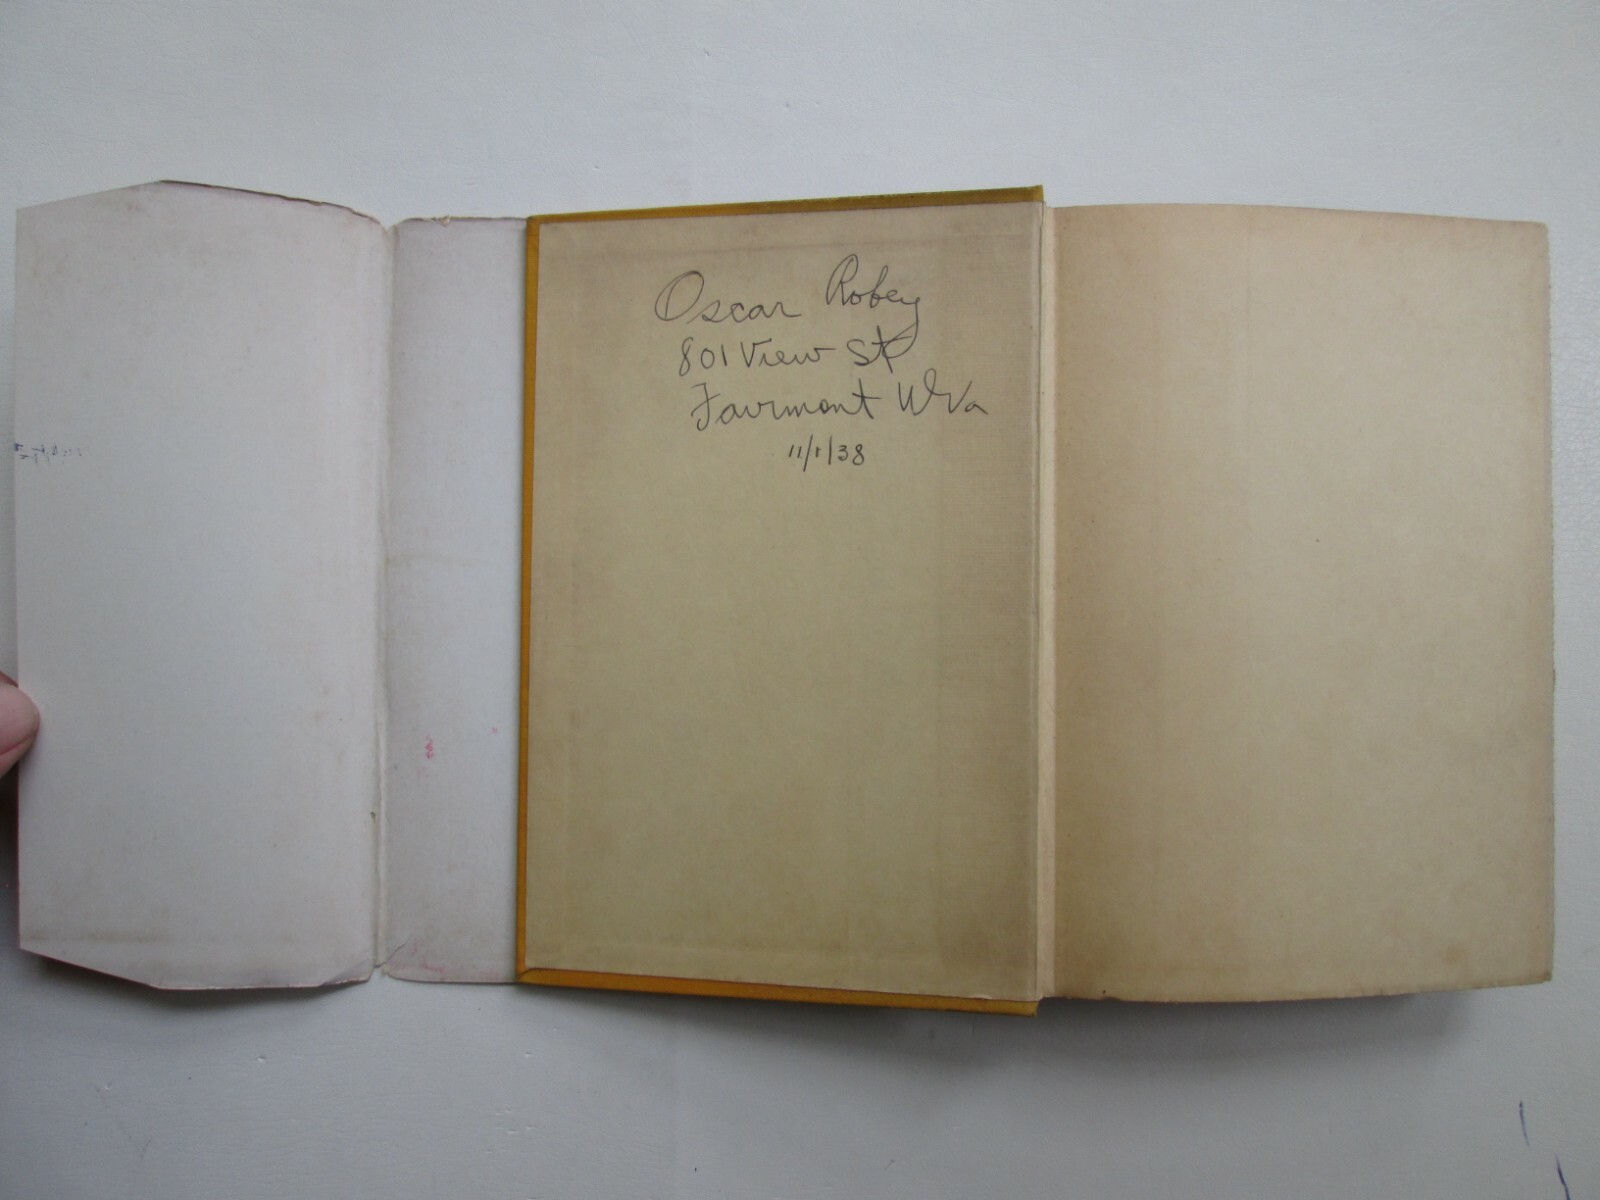 Oscar Robey
801 View St
Fairmont W Va
11/1/38